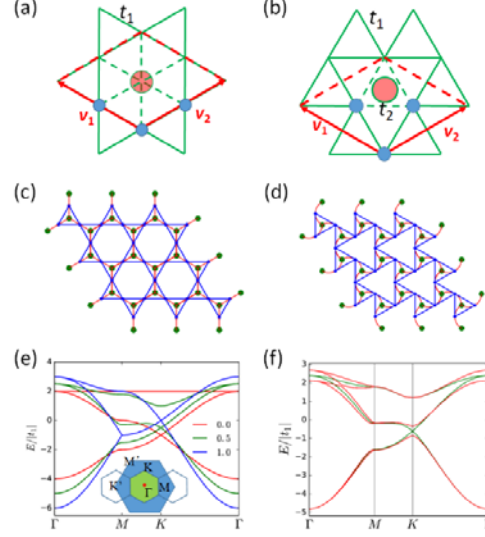 (a)
t1
v1
v2
(b)
t1
t2
v1
v2
(c)
(d)
(e)
E/|t1|
3
2
0
−2
−4
−6
0.0
0.5
1.0
M´
K
K´
M
Γ
Γ
M
K
Γ
(f)
E/|t1|
3
2
1
0
−1
−2
−3
−4
−5
Γ
M
K
Γ